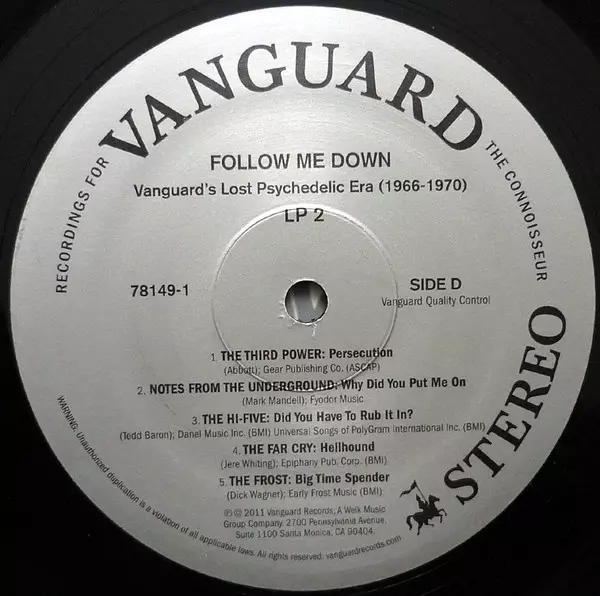 RECORDINGS FOR
VANGUARD
THE CONNOISSEUR
FOLLOW ME DOWN
Vanguard's Lost Psychedelic Era (1966-1970)
LP 2
78149-1
SIDE D
Vanguard Quality Control
1. THE THIRD POWER: Persecution
(Abbott); Gear Publishing Co. (ASCAP)
2. NOTES FROM THE UNDERGROUND: Why Did You Put Me On
(Mark Mandell); Fyodor Music
3. THE HI-FIVE: Did You Have To Rub It In?
(Todd Baron); Danel Music Inc. (BMI) Universal Songs of PolyGram International Inc. (BMI)
4. THE FAR CRY: Hellhound
(Jere Whiting); Epiphany Pub. Corp. (BMI)
5. THE FROST: Big Time Spender
(Dick Wagner); Early Frost Music (BMI)
℗© 2011 Vanguard Records, A Welk Music
Group Company. 2700 Pennsylvania Avenue,
Suite 1100 Santa Monica, CA 90404.
WARNING: Unauthorized duplication is a violation of all applicable laws. All rights reserved. vanguardrecords.com
STEREO